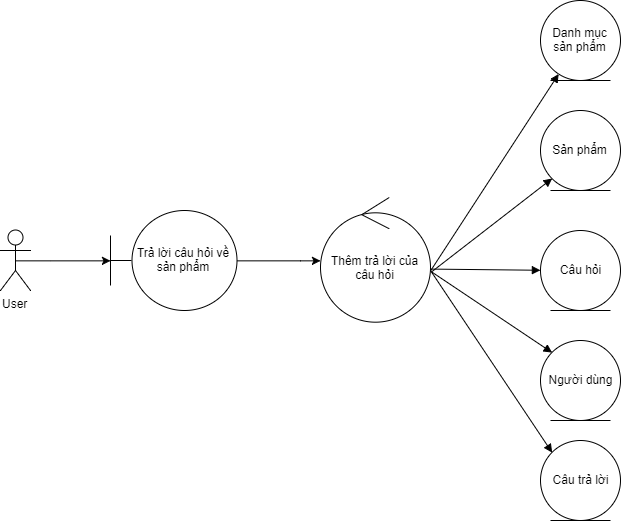 Danh mục
sản phẩm
Sản phẩm
Trả lời câu hỏi về
sản phẩm
Thêm trả lời của
câu hỏi
Câu hỏi
User
Người dùng
Câu trả lời